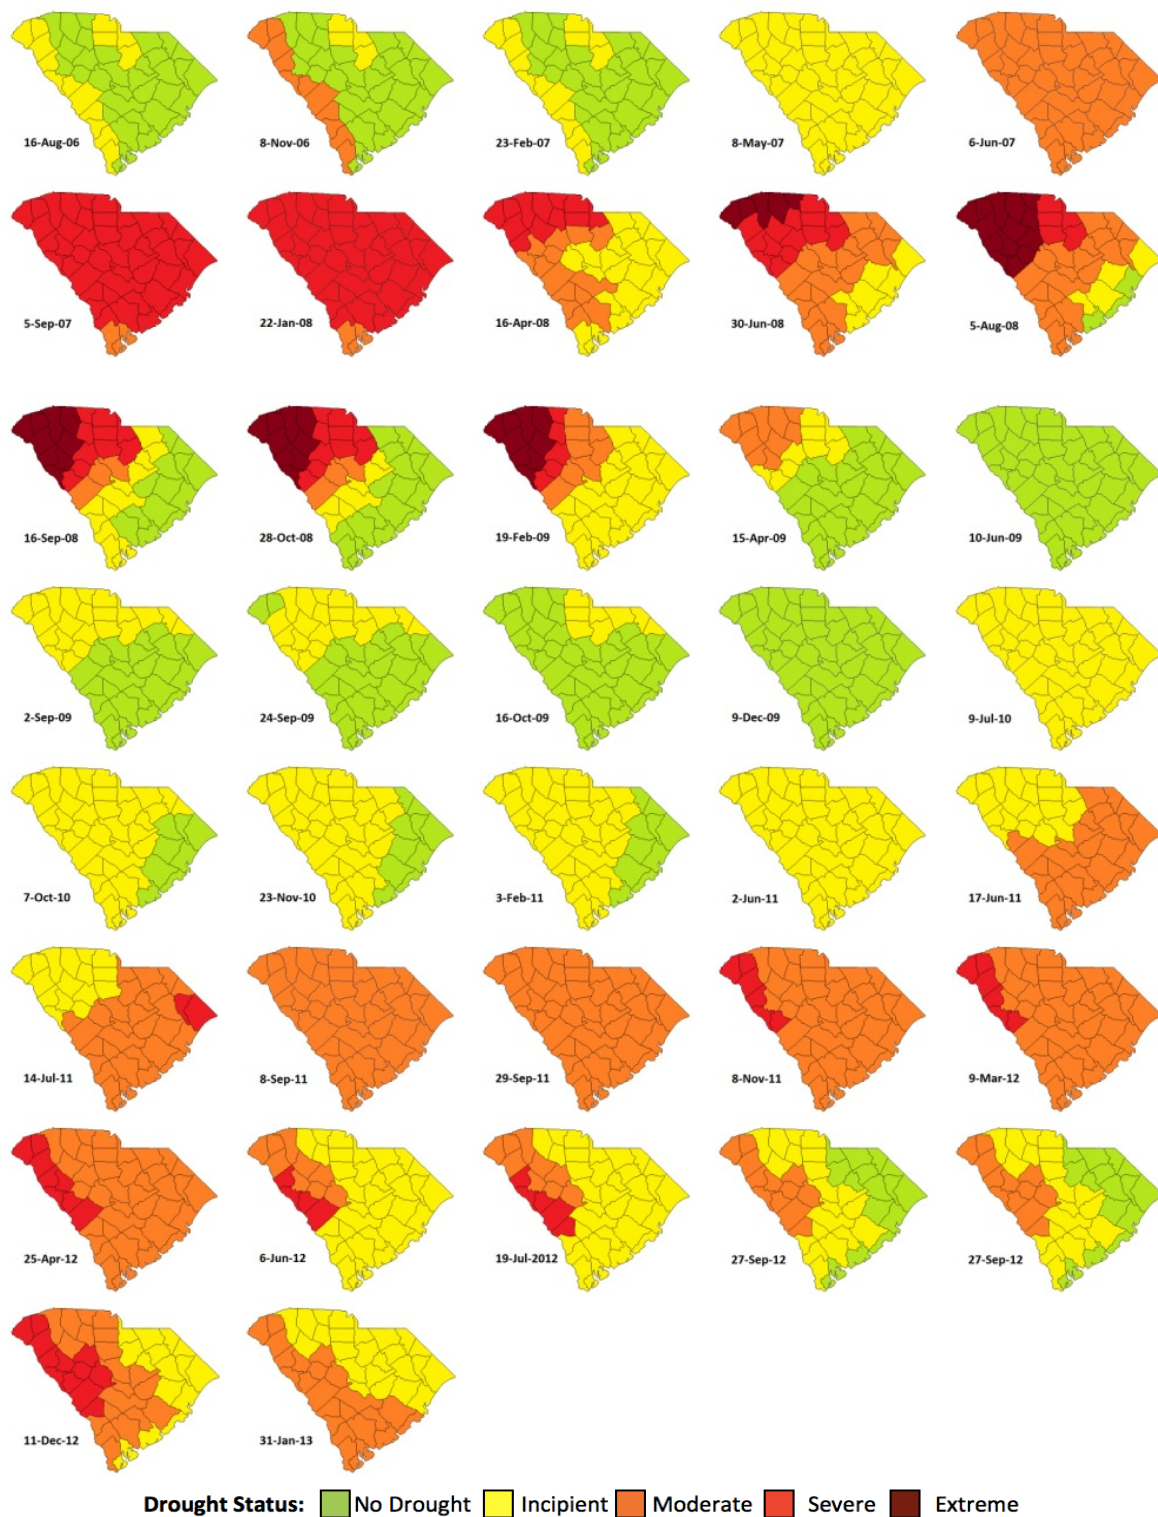 16-Aug-06
8-Nov-06
23-Feb-07
8-May-07
6-Jun-07
5-Sep-07
22-Jan-08
16-Apr-08
30-Jun-08
5-Aug-08
16-Sep-08
28-Oct-08
19-Feb-09
15-Apr-09
10-Jun-09
2-Sep-09
24-Sep-09
16-Oct-09
9-Dec-09
9-Jul-10
7-Oct-10
23-Nov-10
3-Feb-11
2-Jun-11
17-Jun-11
14-Jul-11
8-Sep-11
29-Sep-11
8-Nov-11
9-Mar-12
25-Apr-12
6-Jun-12
19-Jul-2012
27-Sep-12
27-Sep-12
11-Dec-12
31-Jan-13
Drought Status: No Drought Incipient Moderate Severe Extreme